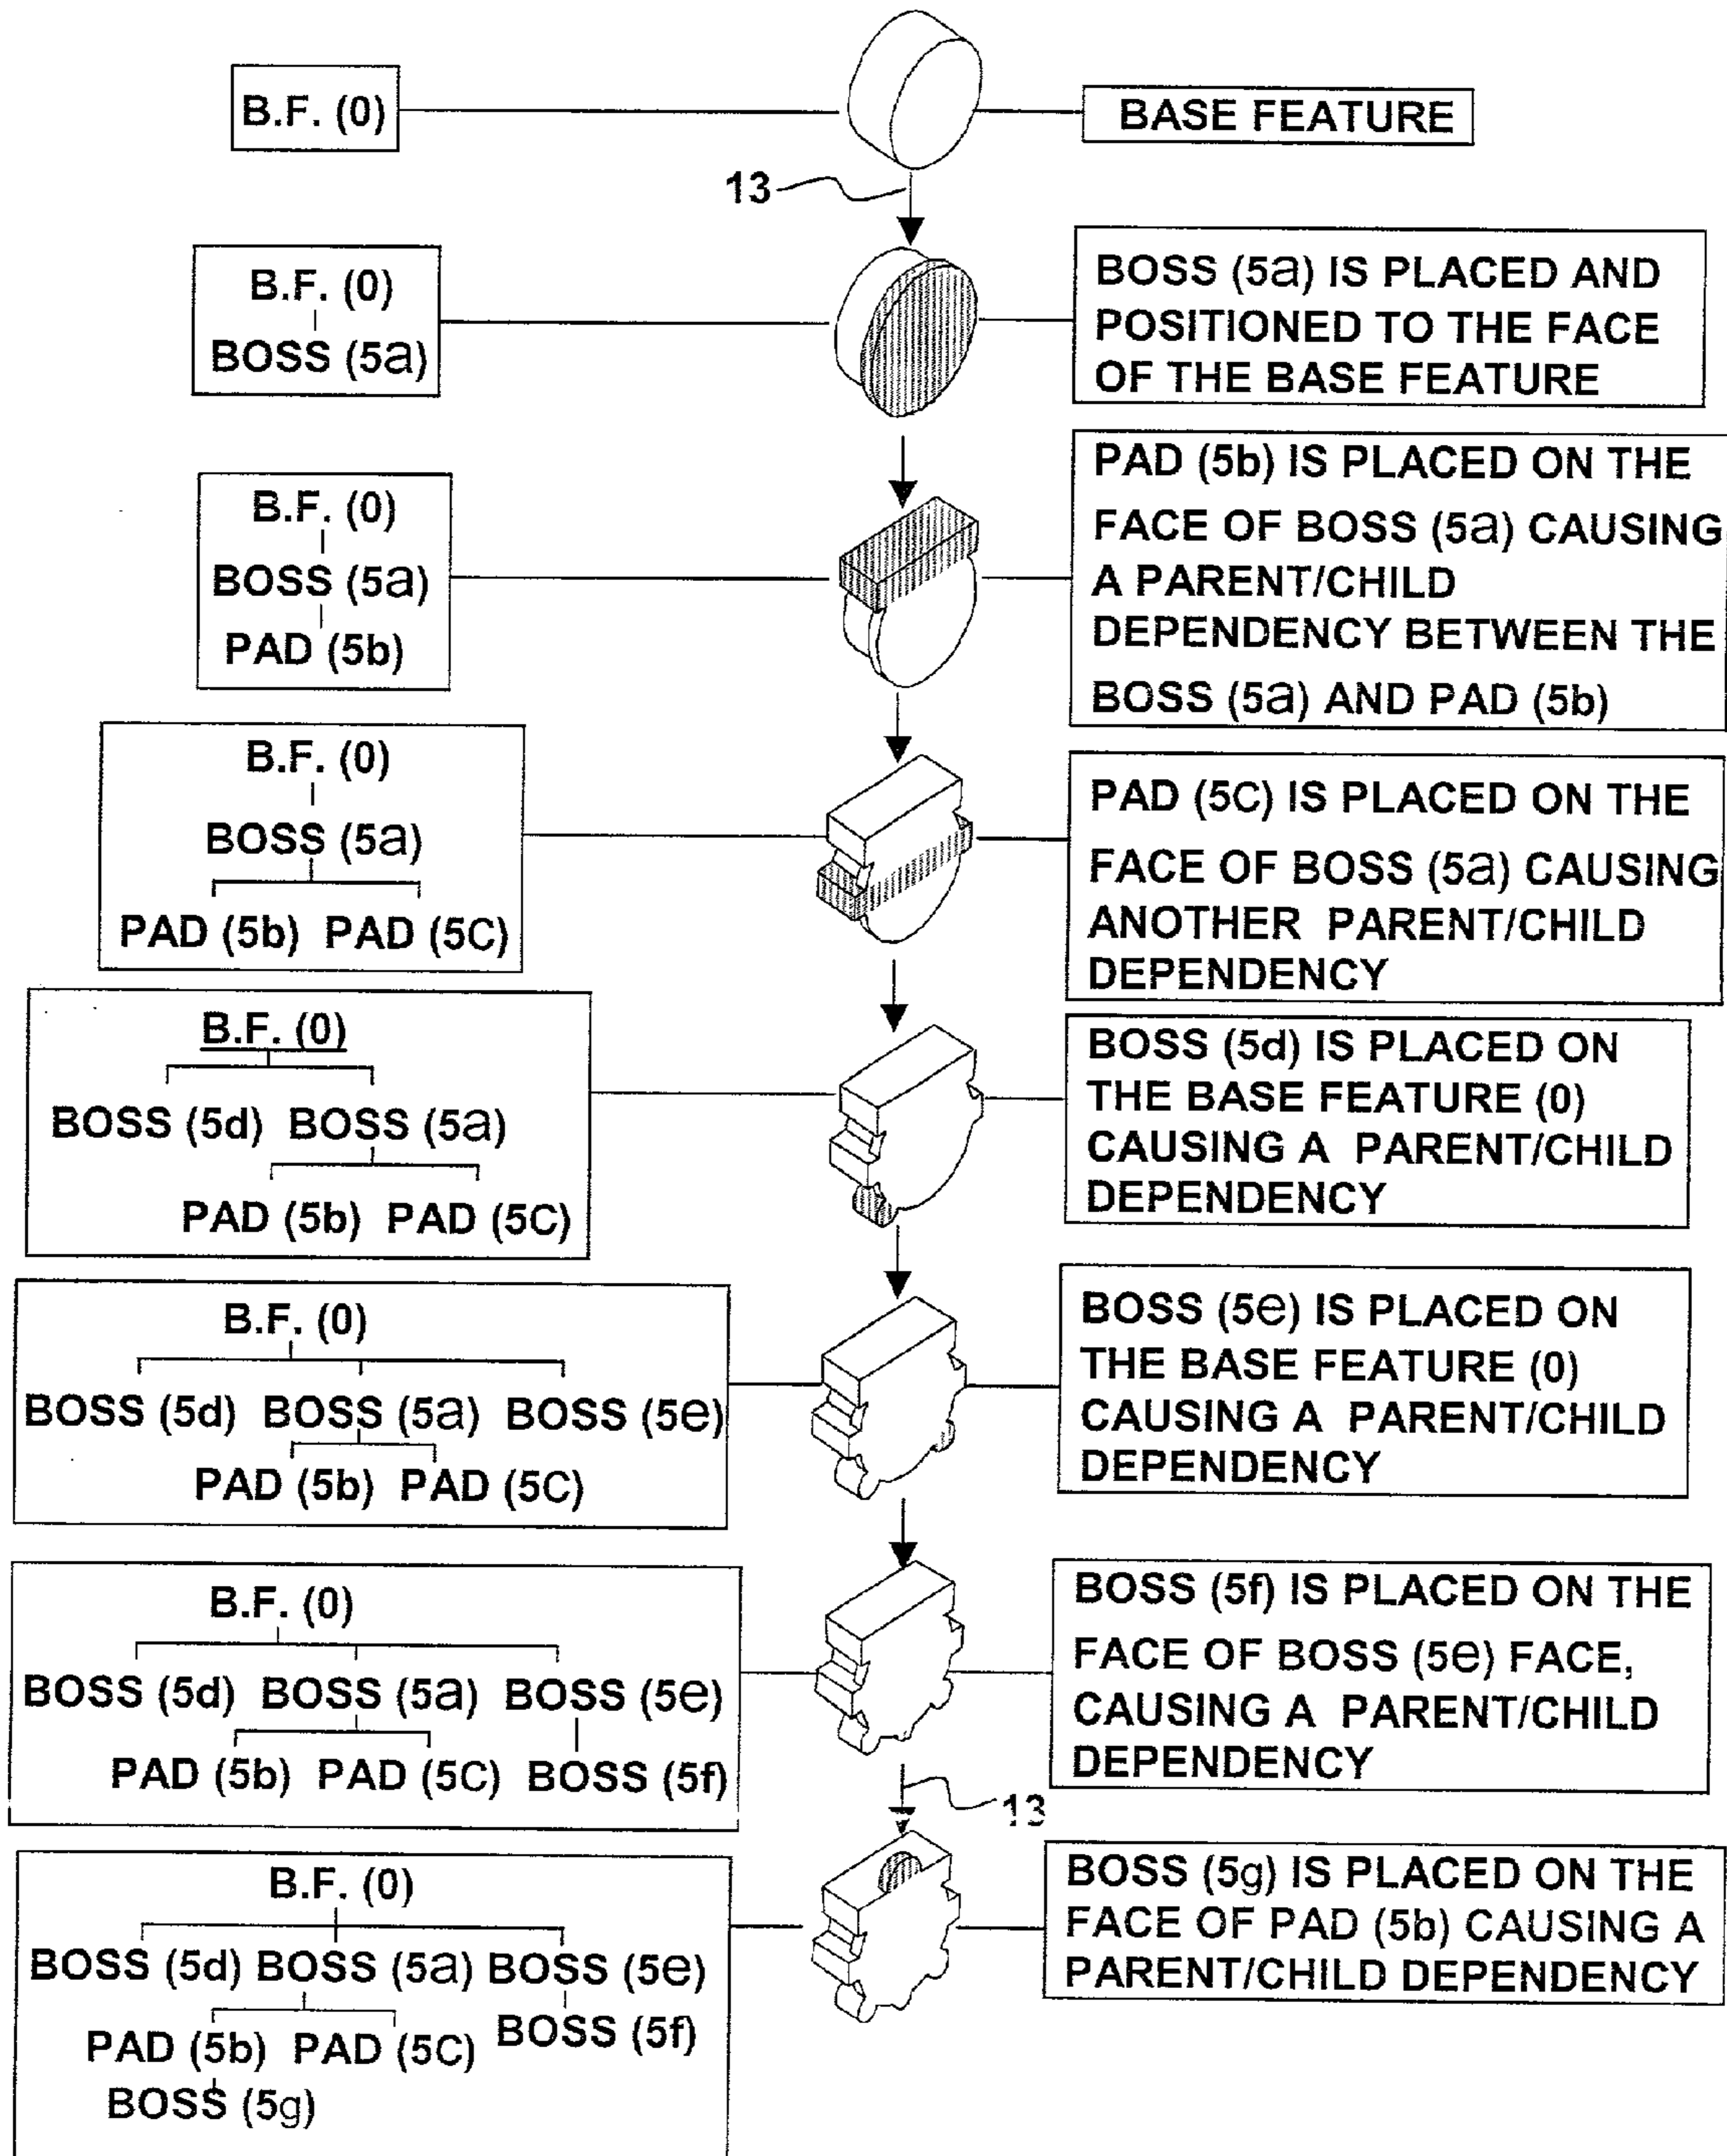 B.F. (0)
BASE FEATURE
13
B.F. (0)
BOSS (5a)
BOSS (5a) IS PLACED AND
POSITIONED TO THE FACE
OF THE BASE FEATURE
B.F. (0)
BOSS (5a)
PAD (5b)
PAD (5b) IS PLACED ON THE
FACE OF BOSS (5a) CAUSING
A PARENT/CHILD
DEPENDENCY BETWEEN THE
BOSS (5a) AND PAD (5b)
B.F. (0)
BOSS (5a)
PAD (5b) PAD (5C)
PAD (5C) IS PLACED ON THE
FACE OF BOSS (5a) CAUSING
ANOTHER PARENT/CHILD
DEPENDENCY
B.F. (0)
BOSS (5d) BOSS (5a)
PAD (5b) PAD (5C)
BOSS (5d) IS PLACED ON
THE BASE FEATURE (0)
CAUSING A PARENT/CHILD
DEPENDENCY
B.F. (0)
BOSS (5d) BOSS (5a) BOSS (5e)
PAD (5b) PAD (5C)
BOSS (5e) IS PLACED ON
THE BASE FEATURE (0)
CAUSING A PARENT/CHILD
DEPENDENCY
B.F. (0)
BOSS (5d) BOSS (5a) BOSS (5e)
PAD (5b) PAD (5C) BOSS (5f)
BOSS (5f) IS PLACED ON THE
FACE OF BOSS (5e) FACE,
CAUSING A PARENT/CHILD
DEPENDENCY
13
B.F. (0)
BOSS (5d) BOSS (5a) BOSS (5e)
PAD (5b) PAD (5C) BOSS (5f)
BOSS (5g)
BOSS (5g) IS PLACED ON THE
FACE OF PAD (5b) CAUSING A
PARENT/CHILD DEPENDENCY